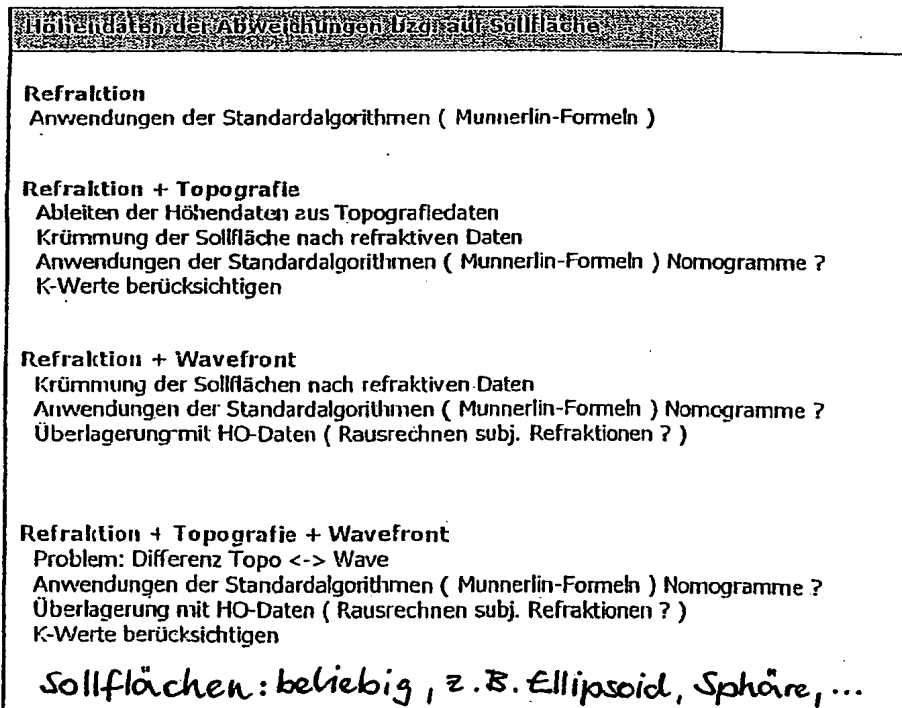 Höhendaten der Abweichungen bzgl. auf Sollfläche
Refraktion
Anwendungen der Standardalgorithmen ( Munnerlin-Formeln )
Refraktion + Topografie
Ableiten der Höhendaten aus Topografiedaten
Krümmung der Sollfläche nach refraktiven Daten
Anwendungen der Standardalgorithmen ( Munnerlin-Formeln ) Nomogramme ?
K-Werte berücksichtigen
Refraktion + Wavefront
Krümmung der Sollflächen nach refraktiven Daten
Anwendungen der Standardalgorithmen ( Munnerlin-Formeln ) Nomogramme ?
Überlagerung mit HO-Daten ( Rausrechnen subj. Refraktionen ? )
Refraktion + Topografie + Wavefront
Problem: Differenz Topo <-> Wave
Anwendungen der Standardalgorithmen ( Munnerlin-Formeln ) Nomogramme ?
Überlagerung mit HO-Daten ( Rausrechnen subj. Refraktionen ? )
K-Werte berücksichtigen
Sollflächen: beliebig, z.B. Ellipsoid, Sphäre, ...